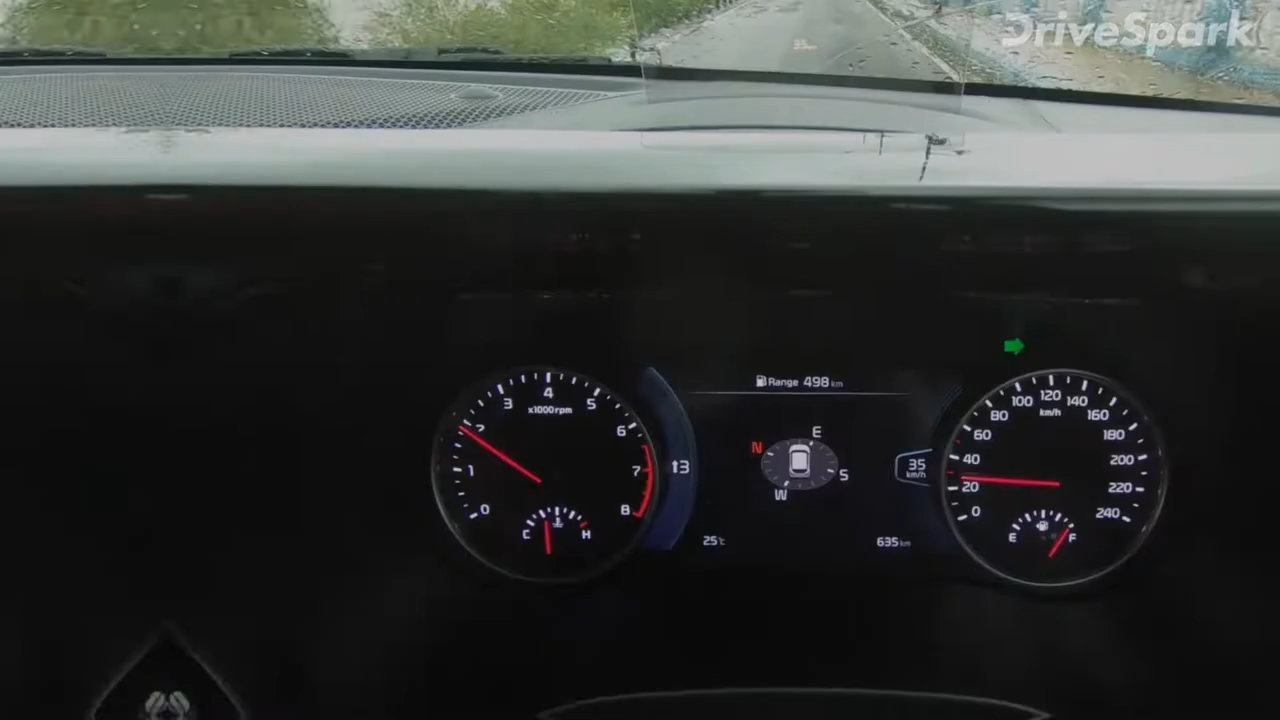 DriveSpark
Range 498 km
0 1 2 3 4 5 6 7 8
x1000rpm
C H
↑3
N E S W
25°C
635 km
35
km/h
0 20 40 60 80 100 120 140 160 180 200 220 240
km/h
E F